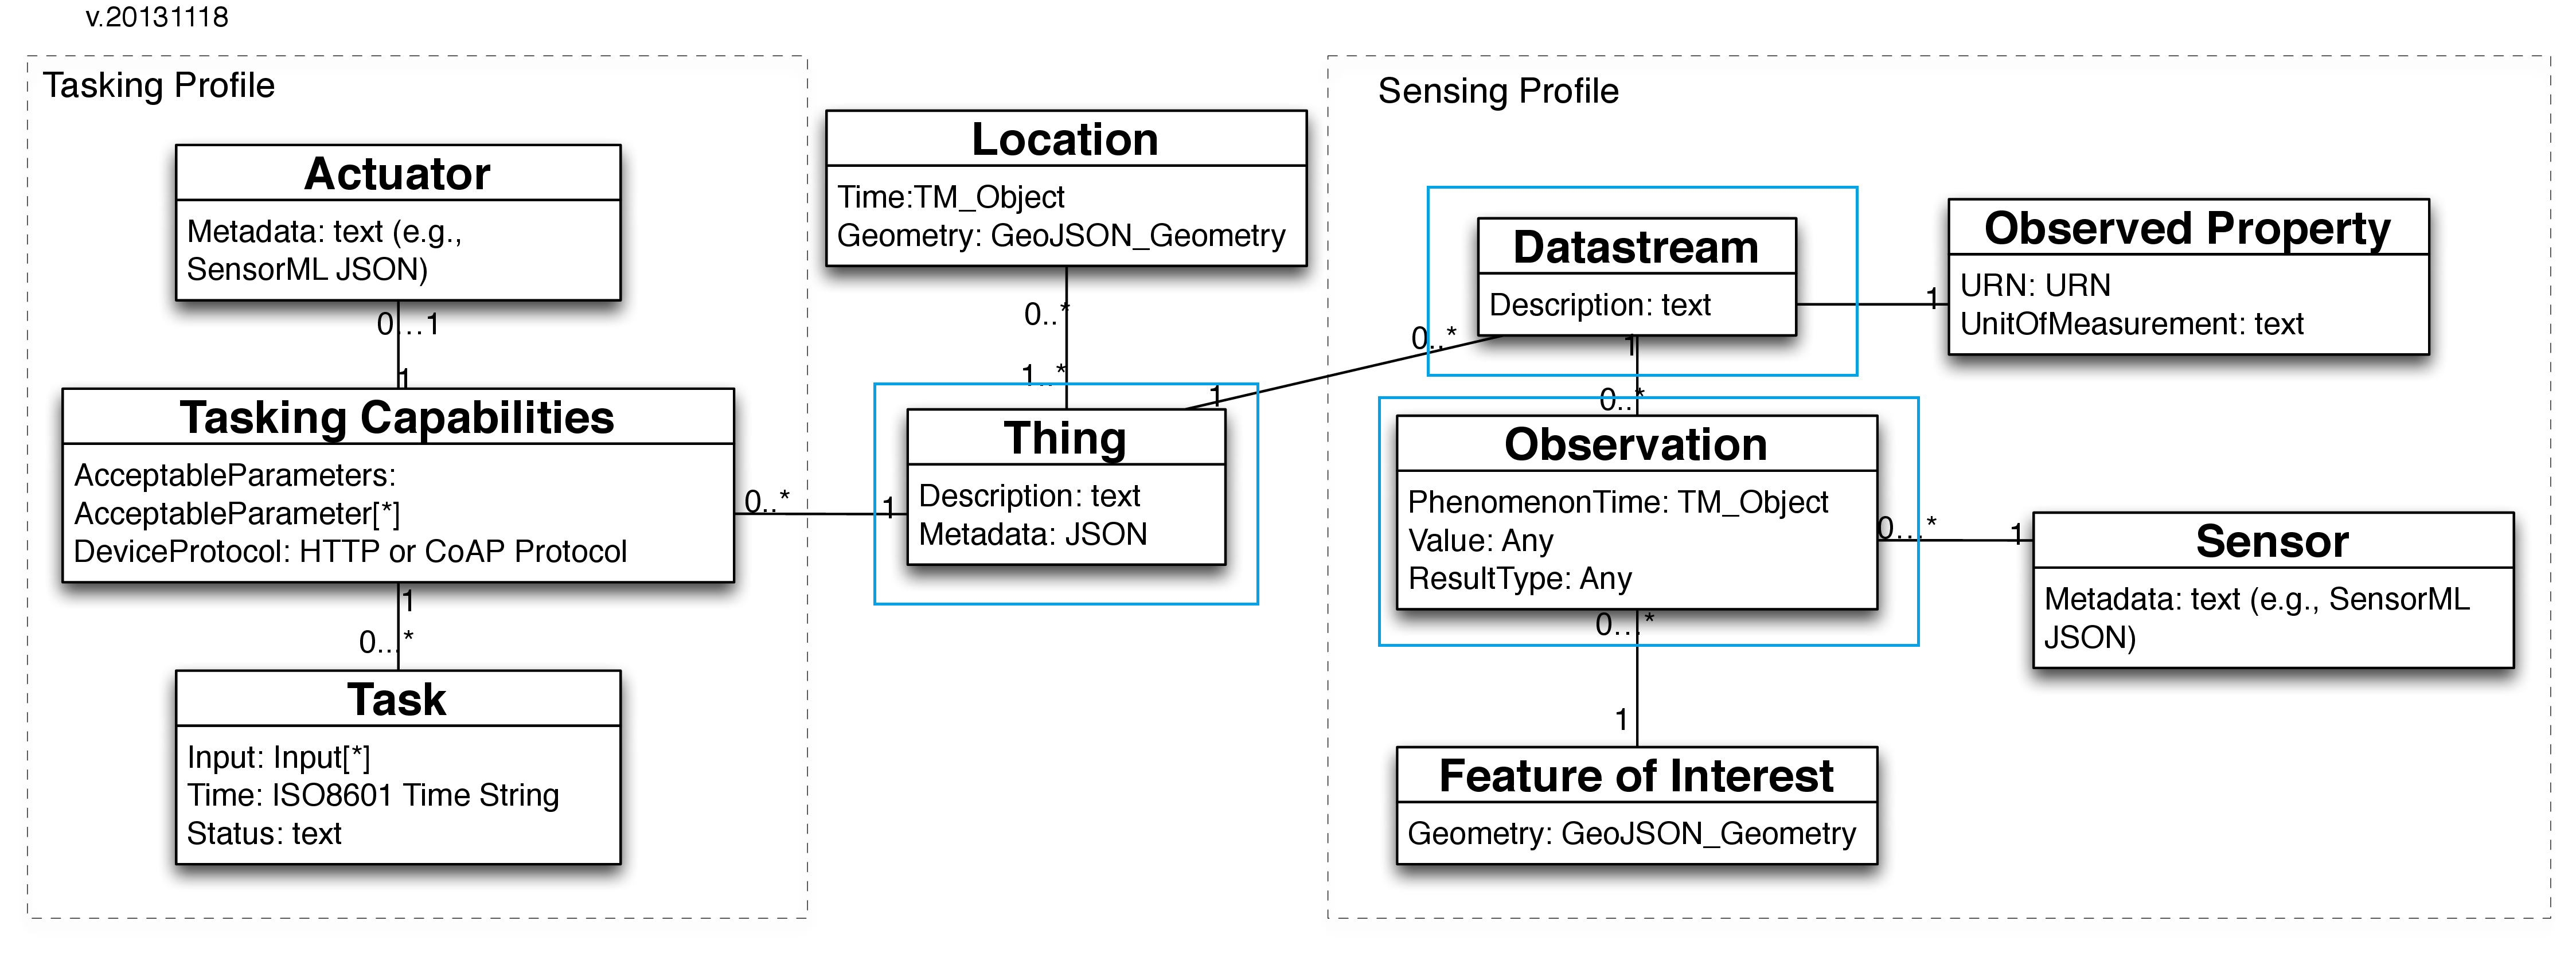 v.20131118
Tasking Profile
Actuator
Metadata: text (e.g.,
SensorML JSON)
0...1
1
Tasking Capabilities
AcceptableParameters:
AcceptableParameter[*]
DeviceProtocol: HTTP or CoAP Protocol
0..*
1
1
0...*
Task
Input: Input[*]
Time: ISO8601 Time String
Status: text
Location
Time:TM_Object
Geometry: GeoJSON_Geometry
0..*
1..*
Thing
Description: text
Metadata: JSON
1
0..*
Sensing Profile
Datastream
Description: text
1
Observed Property
URN: URN
UnitOfMeasurement: text
1
0..*
Observation
PhenomenonTime: TM_Object
Value: Any
ResultType: Any
0...*
1
Sensor
Metadata: text (e.g., SensorML
JSON)
0...*
1
Feature of Interest
Geometry: GeoJSON_Geometry